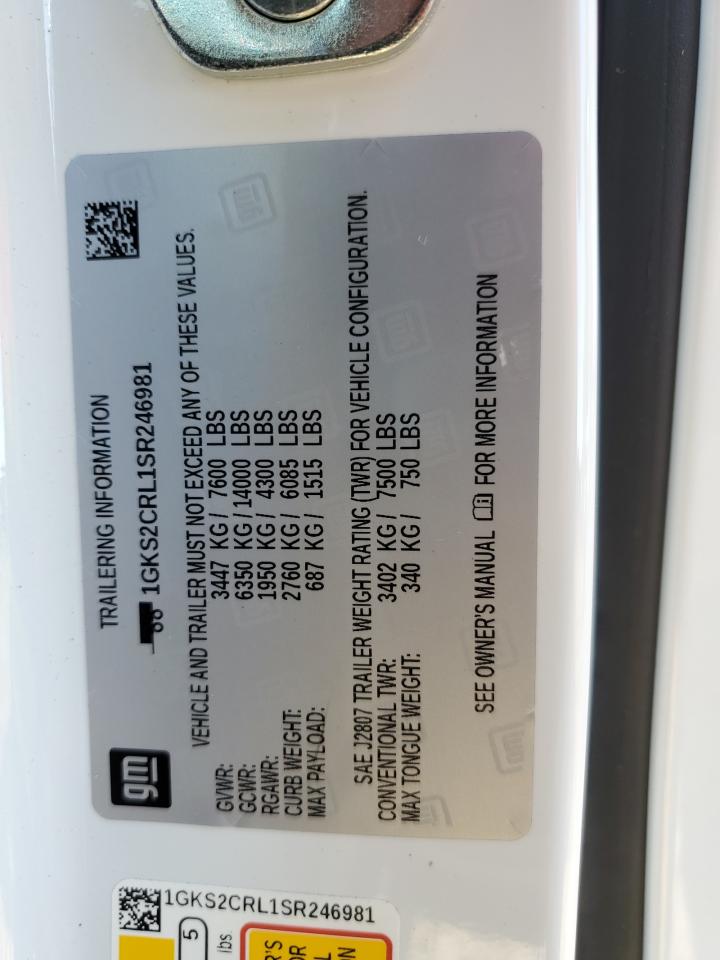 gm
TRAILERING INFORMATION
1GKS2CRL1SR246981
VEHICLE AND TRAILER MUST NOT EXCEED ANY OF THESE VALUES.
GVWR: 3447 KG / 7600 LBS
GCWR: 6350 KG / 14000 LBS
RGAWR: 1950 KG / 4300 LBS
CURB WEIGHT: 2760 KG / 6085 LBS
MAX PAYLOAD: 687 KG / 1515 LBS
SAE J2807 TRAILER WEIGHT RATING (TWR) FOR VEHICLE CONFIGURATION.
CONVENTIONAL TWR: 3402 KG / 7500 LBS
MAX TONGUE WEIGHT: 340 KG / 750 LBS
SEE OWNER'S MANUAL FOR MORE INFORMATION
1GKS2CRL1SR246981
5
lbs.